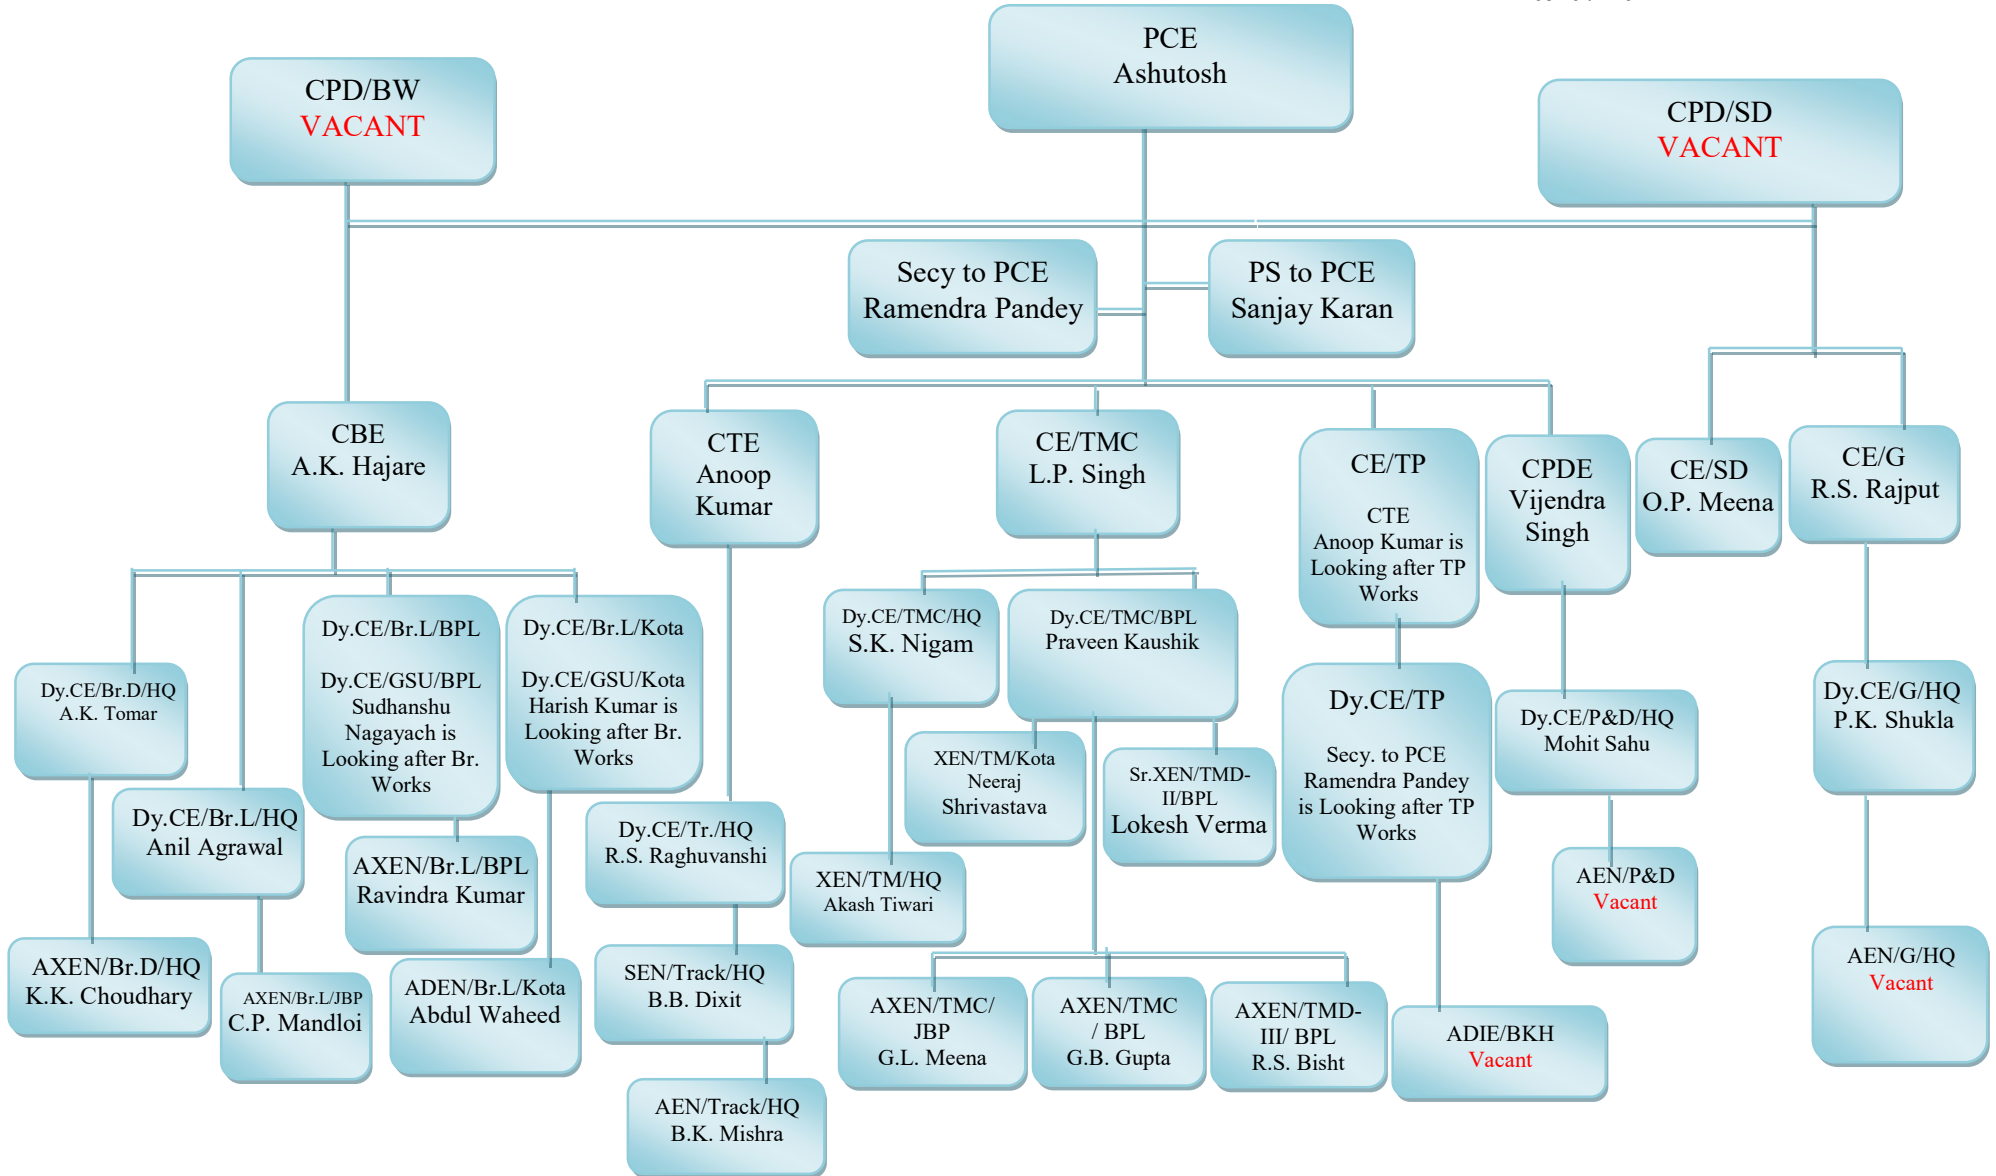 PCE
Ashutosh
CPD/BW
VACANT
CPD/SD
VACANT
Secy to PCE
Ramendra Pandey
PS to PCE
Sanjay Karan
CBE
A.K. Hajare
CTE
Anoop
Kumar
CE/TMC
L.P. Singh
CE/TP
CTE
Anoop Kumar is
Looking after TP
Works
CPDE
Vijendra
Singh
CE/SD
O.P. Meena
CE/G
R.S. Rajput
Dy.CE/Br.D/HQ
A.K. Tomar
Dy.CE/Br.L/HQ
Anil Agrawal
Dy.CE/Br.L/BPL
Dy.CE/GSU/BPL
Sudhanshu
Nagayach is
Looking after Br.
Works
Dy.CE/Br.L/Kota
Dy.CE/GSU/Kota
Harish Kumar is
Looking after Br.
Works
Dy.CE/Tr./HQ
R.S. Raghuvanshi
Dy.CE/TMC/HQ
S.K. Nigam
Dy.CE/TMC/BPL
Praveen Kaushik
Dy.CE/TP
Secy. to PCE
Ramendra Pandey
is Looking after TP
Works
Dy.CE/P&D/HQ
Mohit Sahu
Dy.CE/G/HQ
P.K. Shukla
XEN/TM/Kota
Neeraj
Shrivastava
Sr.XEN/TMD-
II/BPL
Lokesh Verma
XEN/TM/HQ
Akash Tiwari
AXEN/Br.L/BPL
Ravindra Kumar
AEN/P&D
Vacant
AXEN/Br.D/HQ
K.K. Choudhary
AXEN/Br.L/JBP
C.P. Mandloi
ADEN/Br.L/Kota
Abdul Waheed
SEN/Track/HQ
B.B. Dixit
AXEN/TMC/
JBP
G.L. Meena
AXEN/TMC
/ BPL
G.B. Gupta
AXEN/TMD-
III/ BPL
R.S. Bisht
ADIE/BKH
Vacant
AEN/G/HQ
Vacant
AEN/Track/HQ
B.K. Mishra